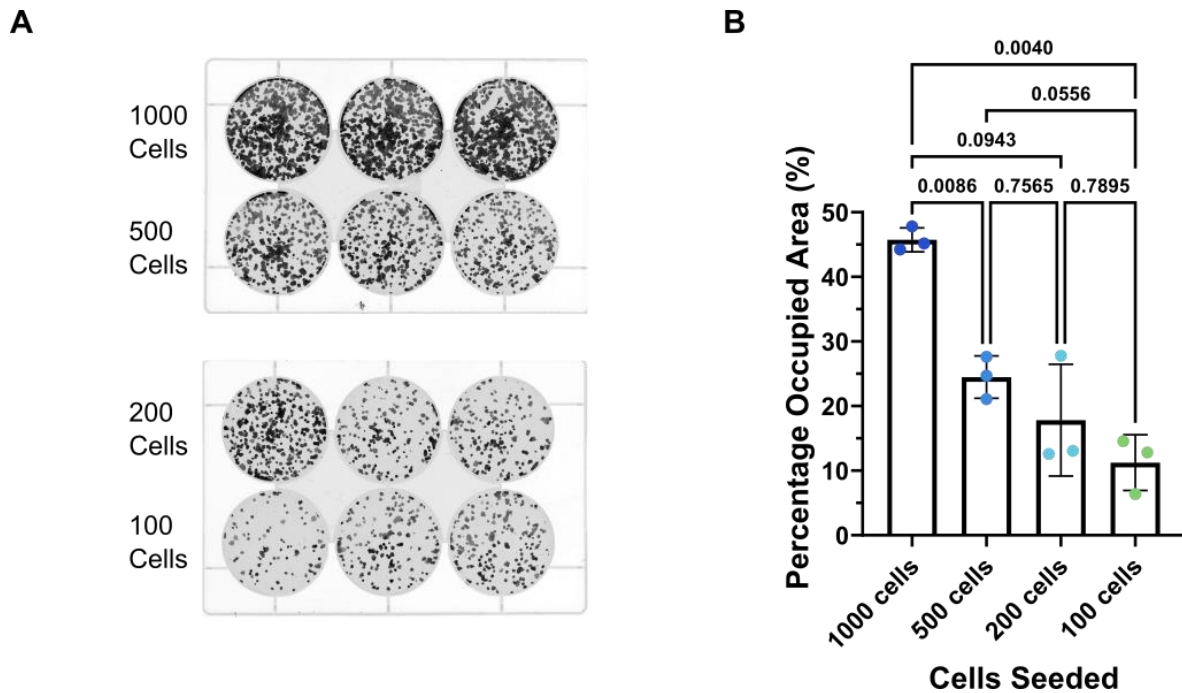 A
1000
Cells
500
Cells
200
Cells
100
Cells
B
0.0040
0.0556
0.0943
0.0086 0.7565 0.7895
Percentage Occupied Area (%)
50
40
30
20
10
0
1000 cells
500 cells
200 cells
100 cells
Cells Seeded